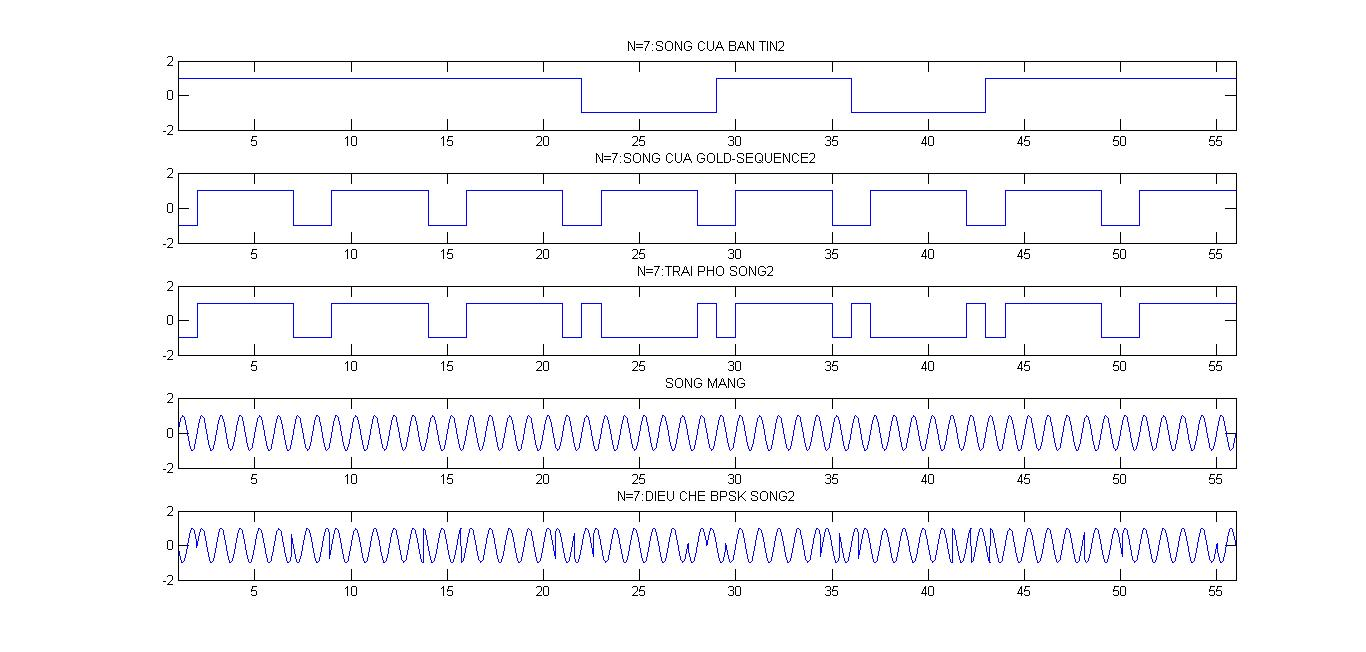 N=7:SONG CUA BAN TIN2
2
0
-2
5 10 15 20 25 30 35 40 45 50 55
N=7:SONG CUA GOLD-SEQUENCE2
2
0
-2
5 10 15 20 25 30 35 40 45 50 55
N=7:TRAI PHO SONG2
2
0
-2
5 10 15 20 25 30 35 40 45 50 55
SONG MANG
2
0
-2
5 10 15 20 25 30 35 40 45 50 55
N=7:DIEU CHE BPSK SONG2
2
0
-2
5 10 15 20 25 30 35 40 45 50 55